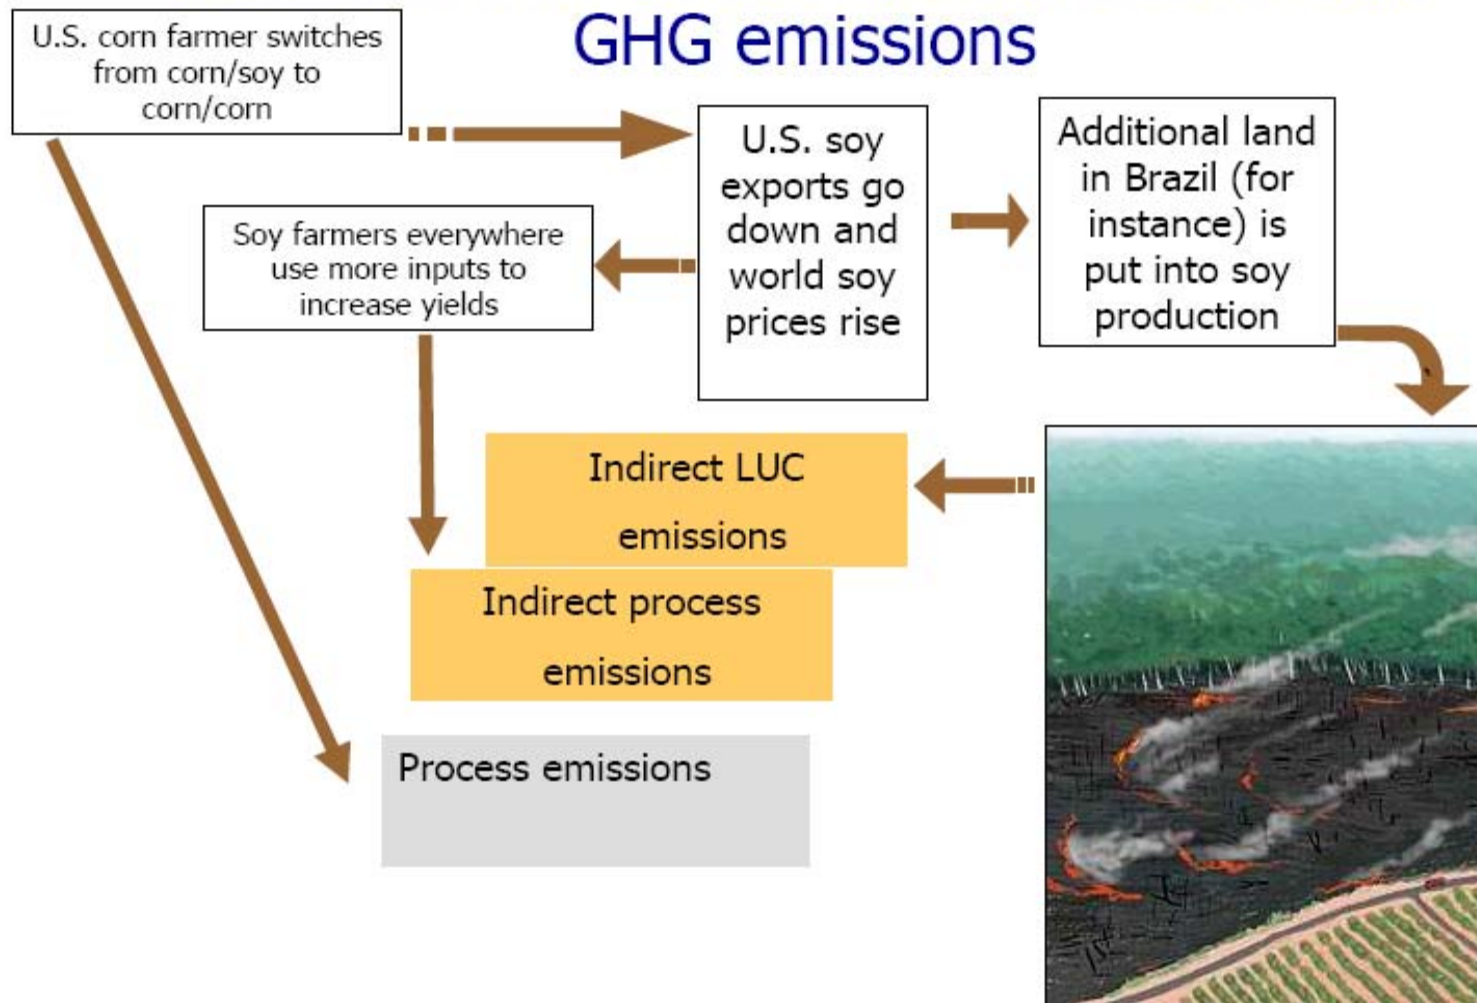 GHG emissions
U.S. corn farmer switches
from corn/soy to
corn/corn
U.S. soy
exports go
down and
world soy
prices rise
Additional land
in Brazil (for
instance) is
put into soy
production
Soy farmers everywhere
use more inputs to
increase yields
Indirect LUC
emissions
Indirect process
emissions
Process emissions